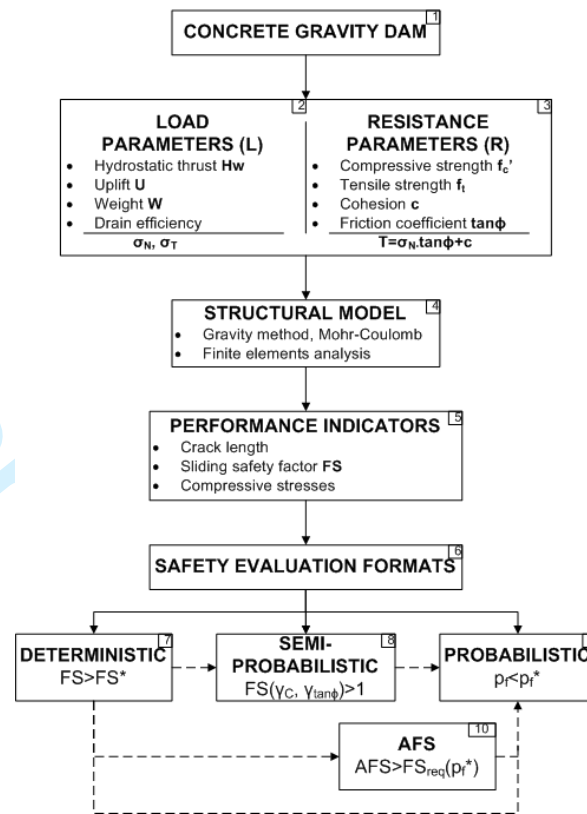 1
CONCRETE GRAVITY DAM
2
LOAD
PARAMETERS (L)
• Hydrostatic thrust Hw
• Uplift U
• Weight W
• Drain efficiency
σN, σT
3
RESISTANCE
PARAMETERS (R)
• Compressive strength fc'
• Tensile strength ft
• Cohesion c
• Friction coefficient tanϕ
T=σN.tanϕ+c
4
STRUCTURAL MODEL
• Gravity method, Mohr-Coulomb
• Finite elements analysis
5
PERFORMANCE INDICATORS
• Crack length
• Sliding safety factor FS
• Compressive stresses
6
SAFETY EVALUATION FORMATS
7
DETERMINISTIC
FS>FS*
8
SEMI-
PROBABILISTIC
FS(γC, γtanϕ)>1
PROBABILISTIC
pf<pf*
10
AFS
AFS>FSreq(pf*)